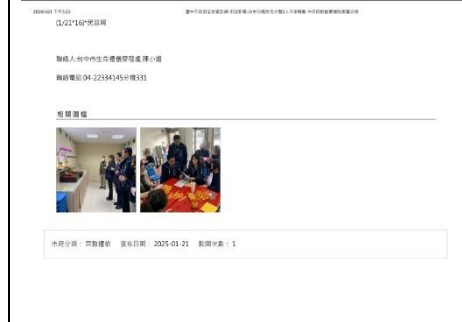 (1/21*16)*民政局
聯絡人:台中市生命禮儀管理處 陳小姐
聯絡電話:04-22334145分機331
相關圖檔
市府分類： 宗教禮俗 發布日期： 2025-01-21 點閱次數： 1